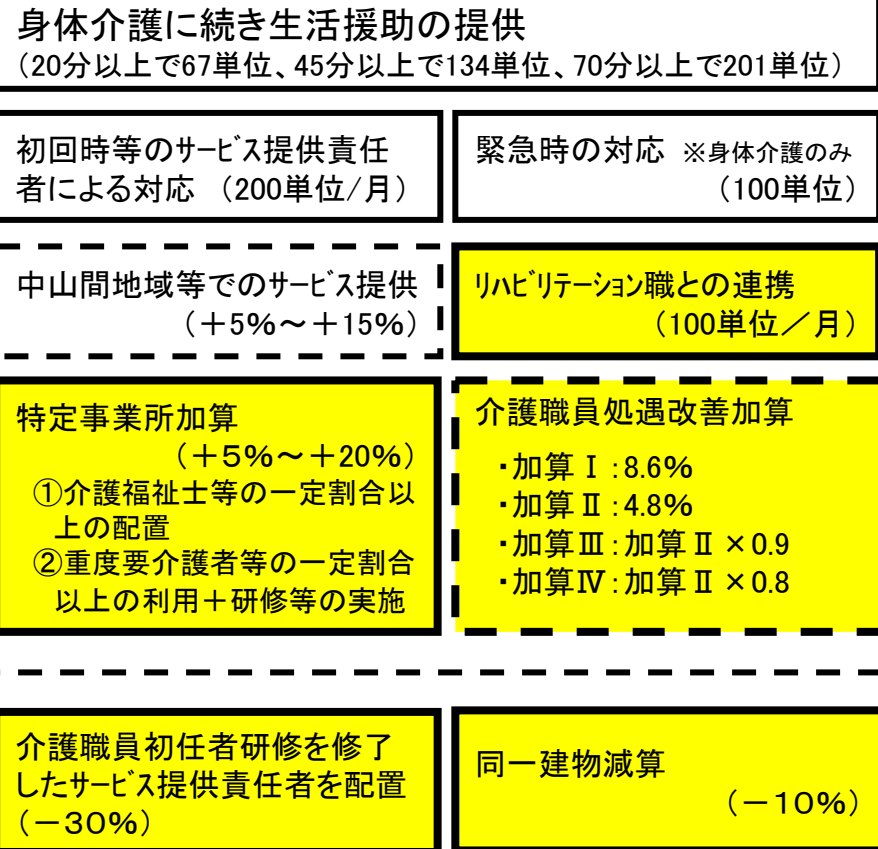 身体介護に続き生活援助の提供
（20分以上で67単位、45分以上で134単位、70分以上で201単位）
初回時等のｻｰﾋﾞｽ提供責任
者による対応　（200単位/月）
緊急時の対応　※身体介護のみ
（100単位）
中山間地域等でのｻｰﾋﾞｽ提供
（＋5%～＋15%）
ﾘﾊﾋﾞﾘﾃｰｼｮﾝ職との連携
（100単位／月）
特定事業所加算
（＋5%～＋20%）
①介護福祉士等の一定割合以
上の配置
②重度要介護者等の一定割合
以上の利用＋研修等の実施
介護職員処遇改善加算
・加算Ⅰ：8.6%
・加算Ⅱ：4.8%
・加算Ⅲ：加算Ⅱ×0.9
・加算Ⅳ：加算Ⅱ×0.8
介護職員初任者研修を修了
したｻｰﾋﾞｽ提供責任者を配置
（－30%）
同一建物減算
（－10%）